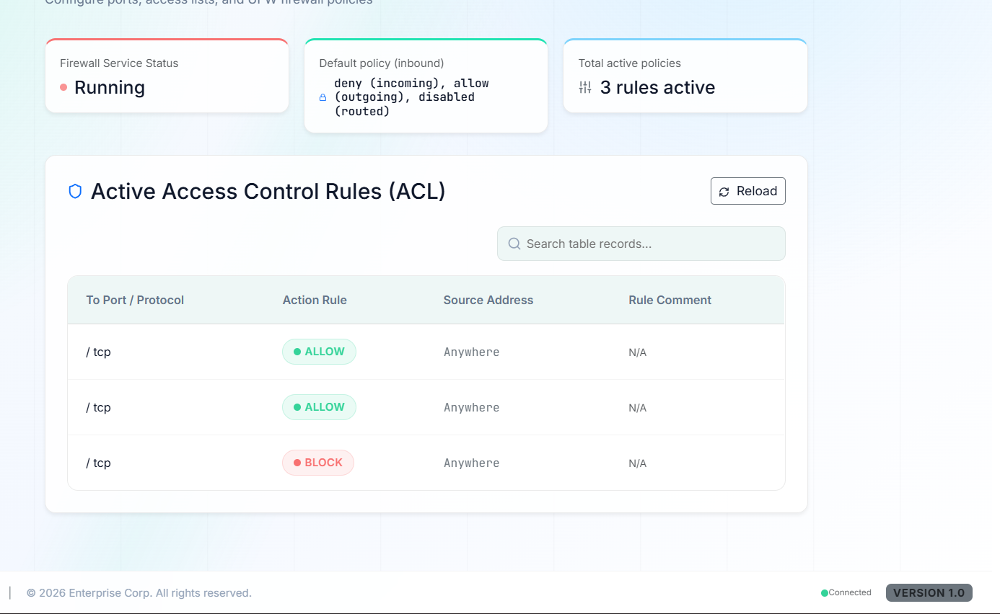 Configure ports, access lists, and UFW firewall policies
Firewall Service Status
Running
Default policy (inbound)
deny (incoming), allow
(outgoing), disabled
(routed)
Total active policies
3 rules active
Active Access Control Rules (ACL)
Reload
Search table records...
To Port / Protocol Action Rule Source Address Rule Comment
/ tcp ALLOW Anywhere N/A
/ tcp ALLOW Anywhere N/A
/ tcp BLOCK Anywhere N/A
| © 2026 Enterprise Corp. All rights reserved.
Connected
VERSION 1.0